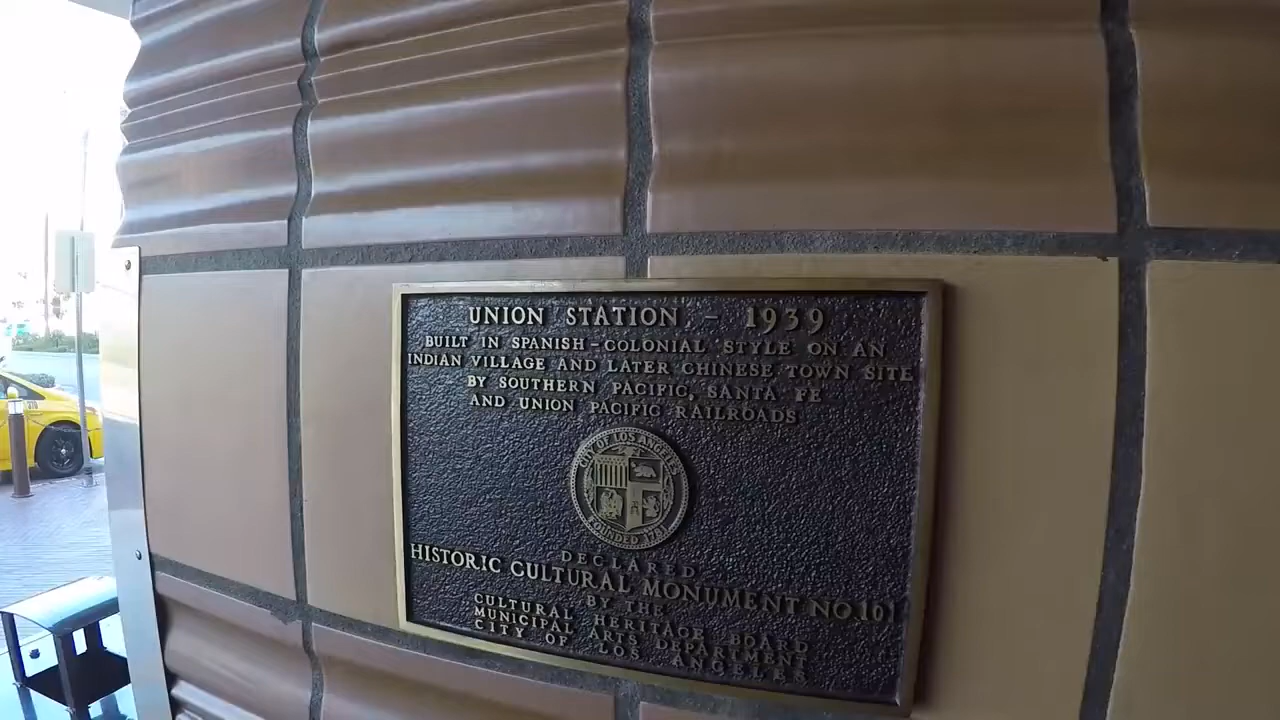 UNION STATION - 1939
BUILT IN SPANISH-COLONIAL STYLE ON AN
INDIAN VILLAGE AND LATER CHINESE TOWN SITE
BY SOUTHERN PACIFIC, SANTA FE
AND UNION PACIFIC RAILROADS
CITY OF LOS ANGELES
FOUNDED 1781
DECLARED
HISTORIC CULTURAL MONUMENT NO. 101
BY THE
CULTURAL HERITAGE BOARD
MUNICIPAL ARTS DEPARTMENT
CITY OF LOS ANGELES